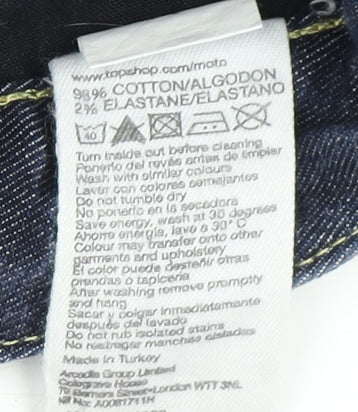 www.topshop.com/moto
98% COTTON/ALGODON
2% ELASTANE/ELASTANO
40
Turn inside out before cleaning
Ponerlo del revés antes de limpiar
Wash with similar colours
Lavar con colores semejantes
Do not tumble dry
No ponerlo en la secadora
Save energy, wash at 30 degrees
Ahorre energía, lave a 30° C
Colour may transfer onto other
garments and upholstery
El color puede desteñir otras
prendas o tapicería
After washing remove promptly
and hang
Sacar y colgar inmediatamente
después del lavado
Do not rub isolated stains
No restregar manchas aisladas
Made in Turkey
Arcadia Group Limited
Colegrave House
70 Berners Street London W1T 3NL
Nif No: A0081711H